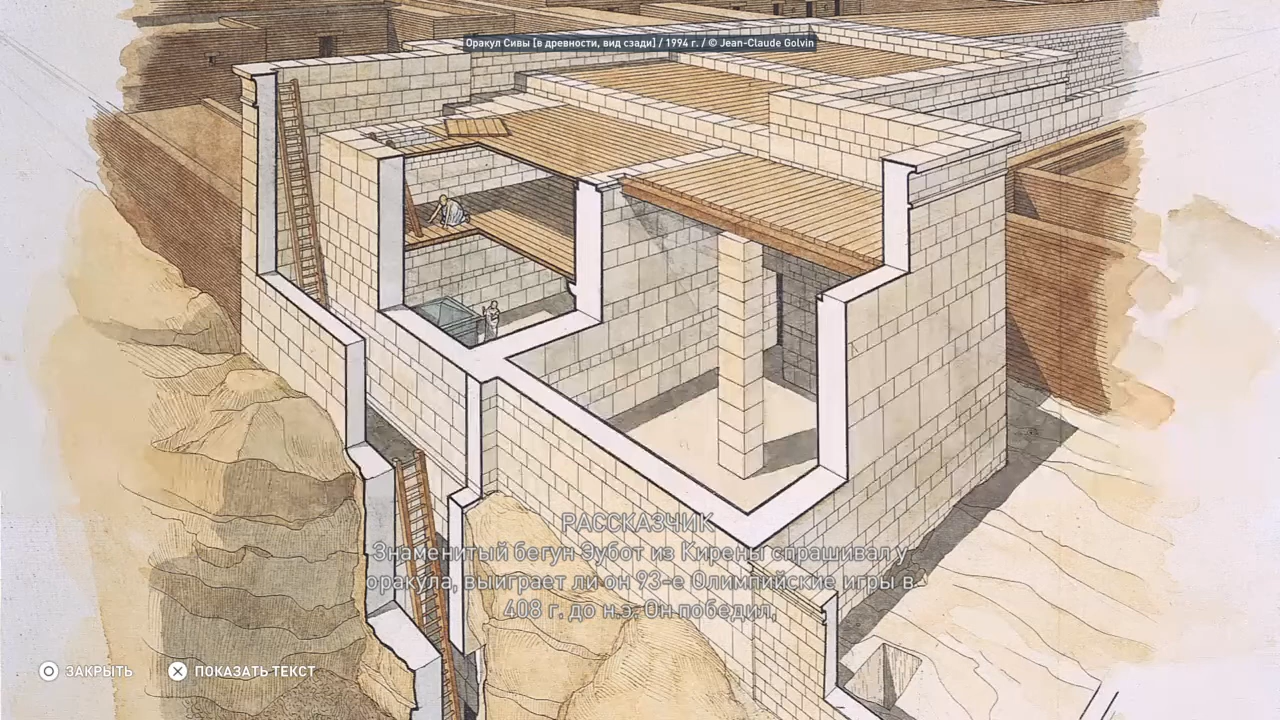 Оракул Сивы [в древности, вид сзади] / 1994 г. / © Jean-Claude Golvin
РАССКАЗЧИК
Знаменитый бегун Эубот из Кирены спрашивал у
оракула, выиграет ли он 93-е Олимпийские игры в
408 г. до н.э. Он победил,
ЗАКРЫТЬ
ПОКАЗАТЬ ТЕКСТ